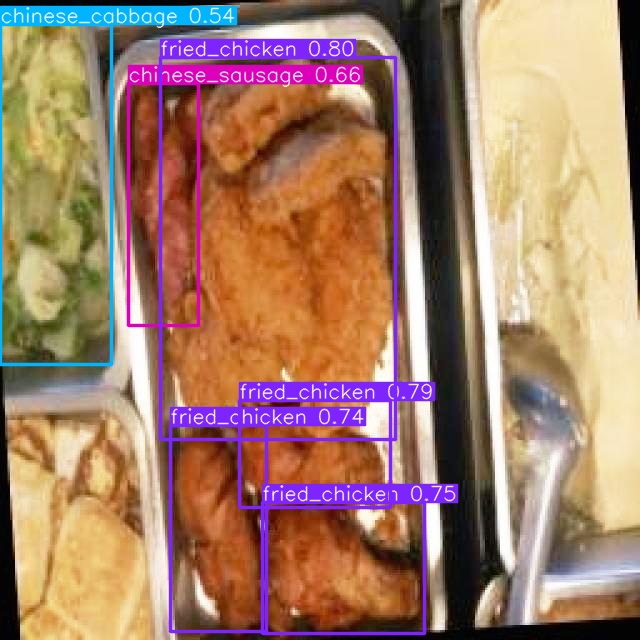 chinese_cabbage 0.54
fried_chicken 0.80
chinese_sausage 0.66
fried_chicken 0.79
fried_chicken 0.74
fried_chicken 0.75